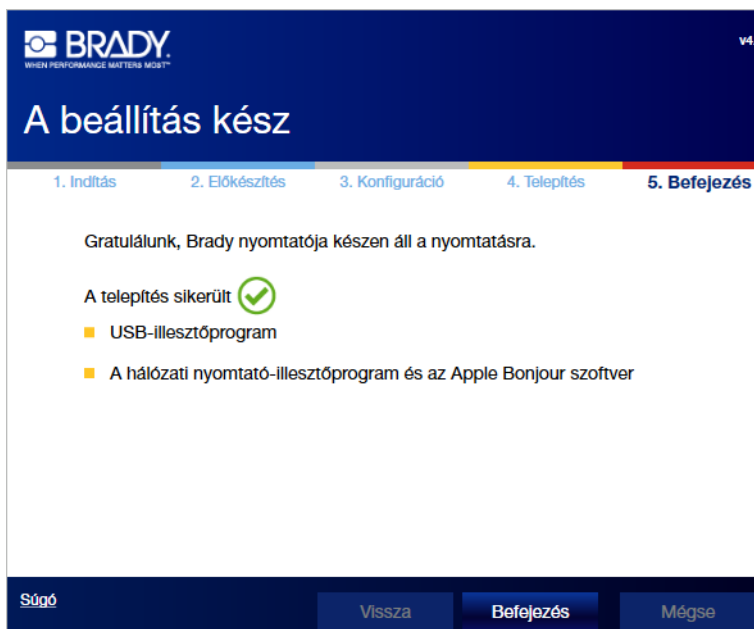 BRADY.
WHEN PERFORMANCE MATTERS MOST™
v4.
A beállítás kész
1. Indítás
2. Előkészítés
3. Konfiguráció
4. Telepítés
5. Befejezés
Gratulálunk, Brady nyomtatója készen áll a nyomtatásra.
A telepítés sikerült
USB-illesztőprogram
A hálózati nyomtató-illesztőprogram és az Apple Bonjour szoftver
Súgó
Vissza
Befejezés
Mégse